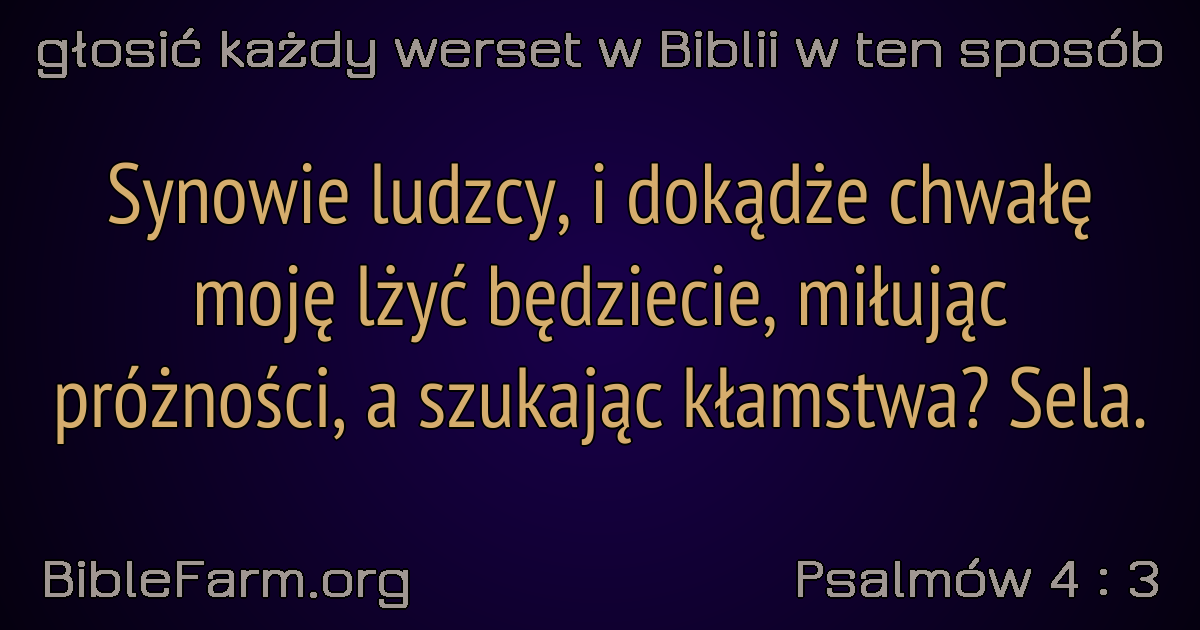 głosić każdy werset w Biblii w ten sposób
Synowie ludzcy, i dokądże chwałę
moję lżyć będziecie, miłując
próżności, a szukając kłamstwa? Sela.
BibleFarm.org
Psalmów 4 : 3